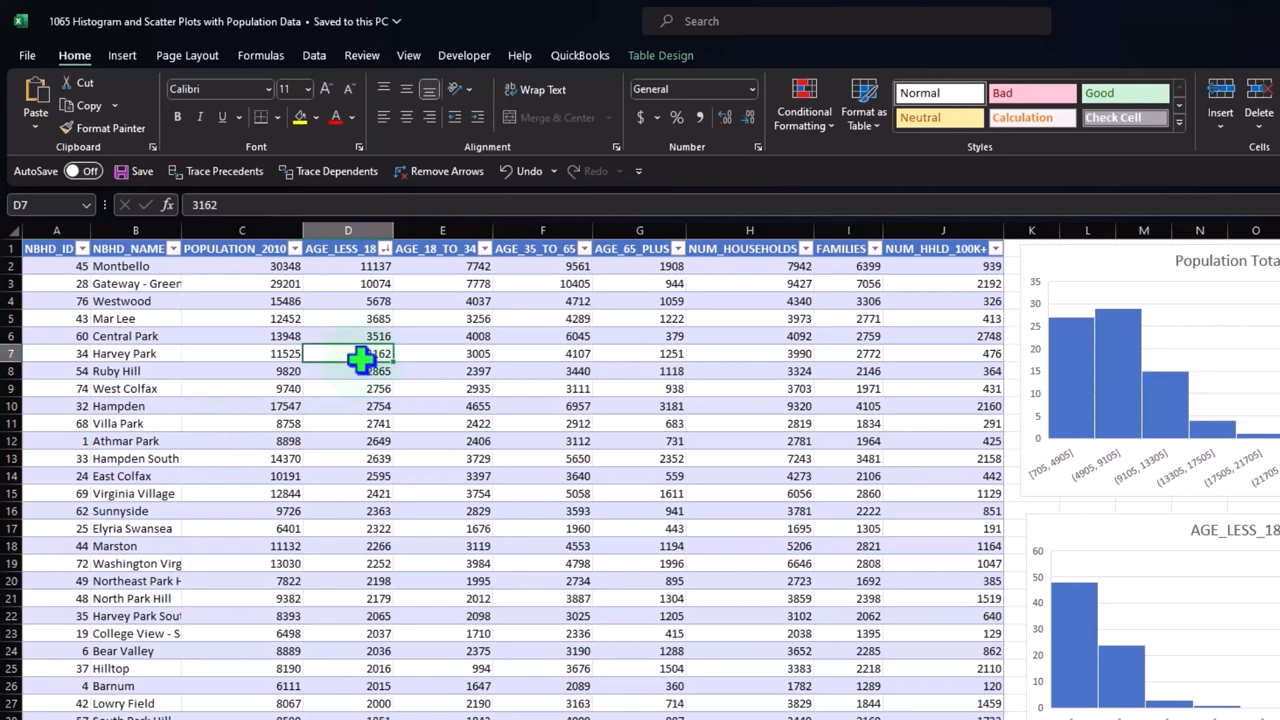 1065 Histogram and Scatter Plots with Population Data • Saved to this PC
Search
File Home Insert Page Layout Formulas Data Review View Developer Help QuickBooks Table Design
Paste
Cut
Copy
Format Painter
Clipboard
Calibri 11
B I U
Font
Wrap Text
Merge & Center
Alignment
General
$ % 9
Number
Conditional Formatting
Format as Table
Normal Bad Good
Neutral Calculation Check Cell
Styles
Insert Delete
Cells
AutoSave Off Save Trace Precedents Trace Dependents Remove Arrows Undo Redo
D7 fx 3162
A B C D E F G H I J K L M N O
1 NBHD_ID NBHD_NAME POPULATION_2010 AGE_LESS_18 AGE_18_TO_34 AGE_35_TO_65 AGE_65_PLUS NUM_HOUSEHOLDS FAMILIES NUM_HHLD_100K+
2 45 Montbello 30348 11137 7742 9561 1908 7942 6399 939
3 28 Gateway - Green 29201 10074 7778 10405 944 9427 7056 2192
4 76 Westwood 15486 5678 4037 4712 1059 4340 3306 326
5 43 Mar Lee 12452 3685 3256 4289 1222 3973 2771 413
6 60 Central Park 13948 3516 4008 6045 379 4092 2759 2748
7 34 Harvey Park 11525 3162 3005 4107 1251 3990 2772 476
8 54 Ruby Hill 9820 2865 2397 3440 1118 3324 2146 364
9 74 West Colfax 9740 2756 2935 3111 938 3703 1971 431
10 32 Hampden 17547 2754 4655 6957 3181 9320 4105 2160
11 68 Villa Park 8758 2741 2422 2912 683 2819 1834 291
12 1 Athmar Park 8898 2649 2406 3112 731 2781 1964 425
13 33 Hampden South 14370 2639 3729 5650 2352 7243 3481 2158
14 24 East Colfax 10191 2595 3397 3640 559 4273 2106 442
15 69 Virginia Village 12844 2421 3754 5058 1611 6056 2860 1129
16 62 Sunnyside 9726 2363 2829 3593 941 3781 2222 851
17 25 Elyria Swansea 6401 2322 1676 1960 443 1695 1305 191
18 44 Marston 11132 2266 3119 4553 1194 5206 2821 1164
19 72 Washington Virg 13030 2252 3984 4798 1996 6646 2808 1047
20 49 Northeast Park H 7822 2198 1995 2734 895 2723 1692 385
21 48 North Park Hill 9382 2179 2012 3887 1304 3859 2398 1519
22 35 Harvey Park Sout 8393 2065 2098 3025 1205 3102 2062 640
23 19 College View - S 6498 2037 1710 2336 415 2038 1395 129
24 6 Bear Valley 8889 2036 2375 3190 1288 3652 2285 862
25 37 Hilltop 8190 2016 994 3676 1504 3383 2218 2110
26 4 Barnum 6111 2015 1647 2089 360 1782 1289 120
27 42 Lowry Field 8067 2000 2190 3163 714 3829 1844 1459
Population Tota
35
30
25
20
15
10
5
0
[705, 4905] (4905, 9105] (9105, 13305] (13305, 17505] (17505, 21705] (21705
AGE_LESS_18
60
50
40
30
20
10
0